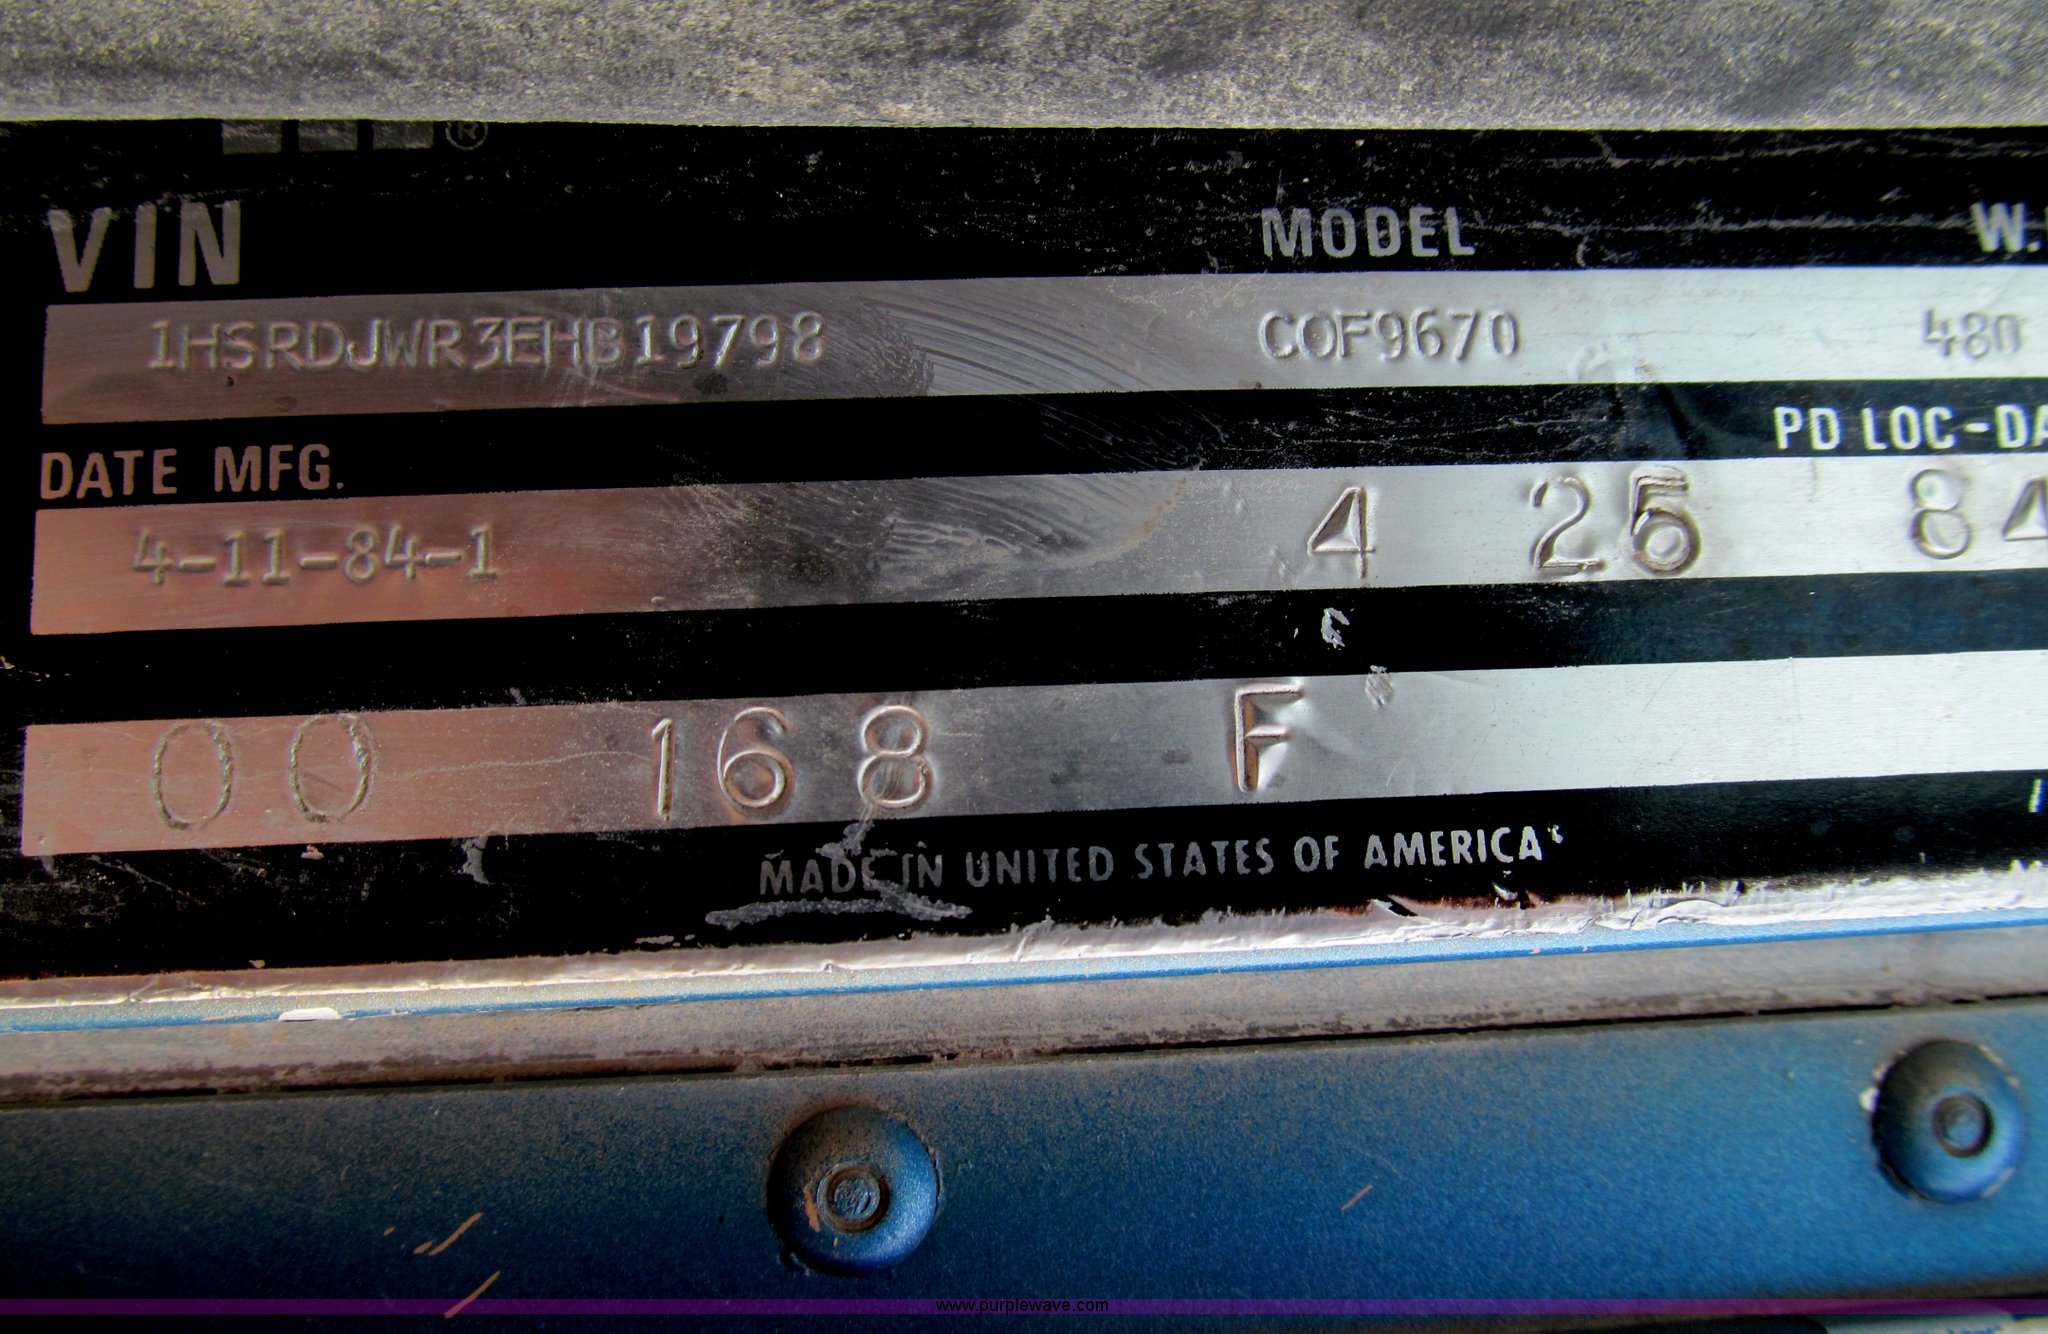 ®
VIN MODEL W.
1HSRDJWR3EHB19798 COF9670 480
DATE MFG. PD LOC-DA
4-11-84-1 4 25 84
00 168 F
MADE IN UNITED STATES OF AMERICA
www.purplewave.com